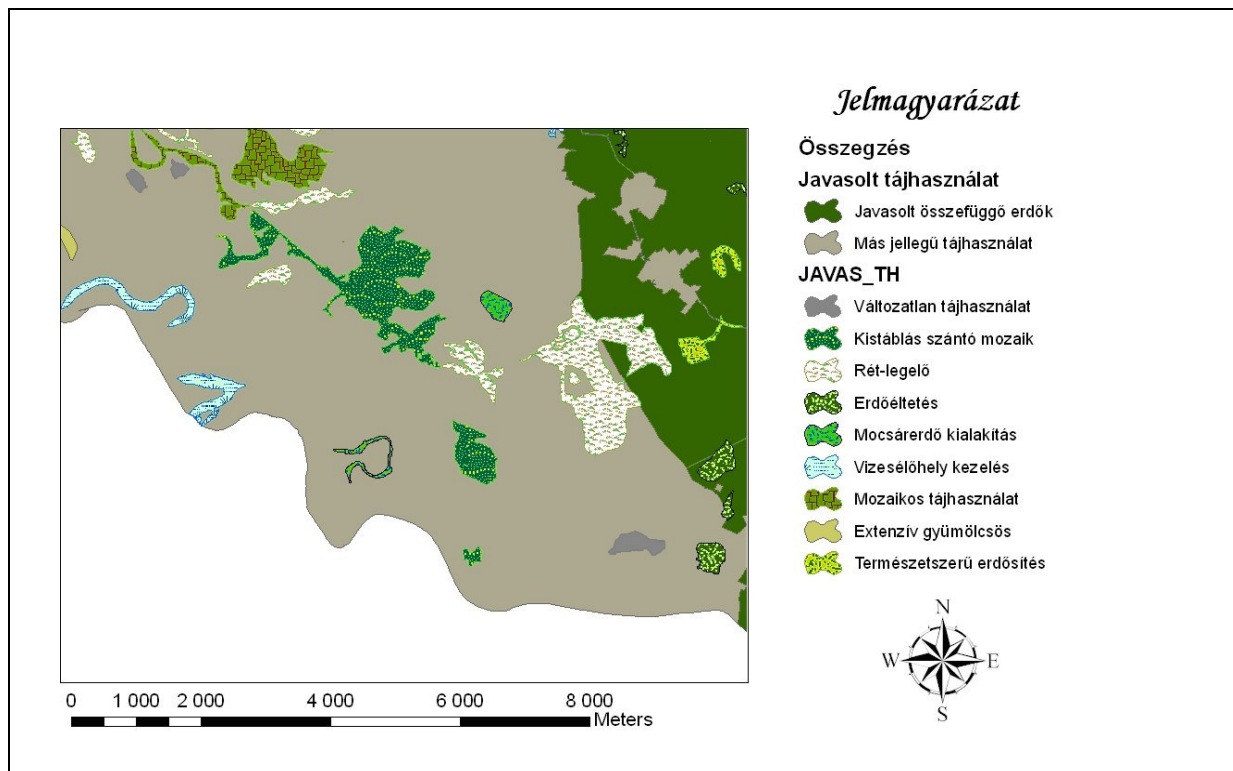 Jelmagyarázat
Összegzés
Javasolt tájhasználat
Javasolt összefüggő erdők
Más jellegű tájhasználat
JAVAS_TH
Változatlan tájhasználat
Kistáblás szántó mozaik
Rét-legelő
Erdőéltetés
Mocsárerdő kialakítás
Vizesélőhely kezelés
Mozaikos tájhasználat
Extenzív gyümölcsös
Természetszerű erdősítés
N
W E
S
0 1 000 2 000 4 000 6 000 8 000
Meters